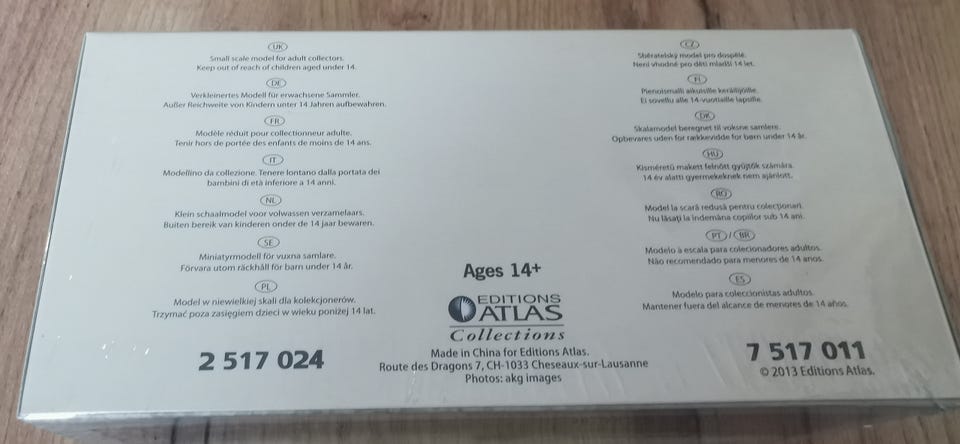 UK
Small scale model for adult collectors.
Keep out of reach of children aged under 14.
DE
Verkleinertes Modell für erwachsene Sammler.
Außer Reichweite von Kindern unter 14 Jahren aufbewahren.
FR
Modèle réduit pour collectionneur adulte.
Tenir hors de portée des enfants de moins de 14 ans.
IT
Modellino da collezione. Tenere lontano dalla portata dei
bambini di età inferiore a 14 anni.
NL
Klein schaalmodel voor volwassen verzamelaars.
Buiten bereik van kinderen onder de 14 jaar bewaren.
SE
Miniatyrmodell för vuxna samlare.
Förvara utom räckhåll för barn under 14 år.
PL
Model w niewielkiej skali dla kolekcjonerów.
Trzymać poza zasięgiem dzieci w wieku poniżej 14 lat.
2 517 024
Ages 14+
EDITIONS
ATLAS
Collections
Made in China for Editions Atlas.
Route des Dragons 7, CH-1033 Cheseaux-sur-Lausanne
Photos: akg images
CZ
Sběratelský model pro dospělé.
Není vhodné pro děti mladší 14 let.
FI
Pienoismalli aikuisille keräilijöille.
Ei sovellu alle 14-vuotiaille lapsille.
DK
Skalamodel beregnet til voksne samlere.
Opbevares uden for rækkevidde for børn under 14 år.
HU
Kisméretű makett felnőtt gyűjtők számára.
14 év alatti gyermekeknek nem ajánlott.
RO
Model la scară redusă pentru colecționari.
Nu lăsați la îndemâna copiilor sub 14 ani.
PT / BR
Modelo à escala para colecionadores adultos.
Não recomendado para menores de 14 anos.
ES
Modelo para coleccionistas adultos.
Mantener fuera del alcance de menores de 14 años.
7 517 011
© 2013 Editions Atlas.